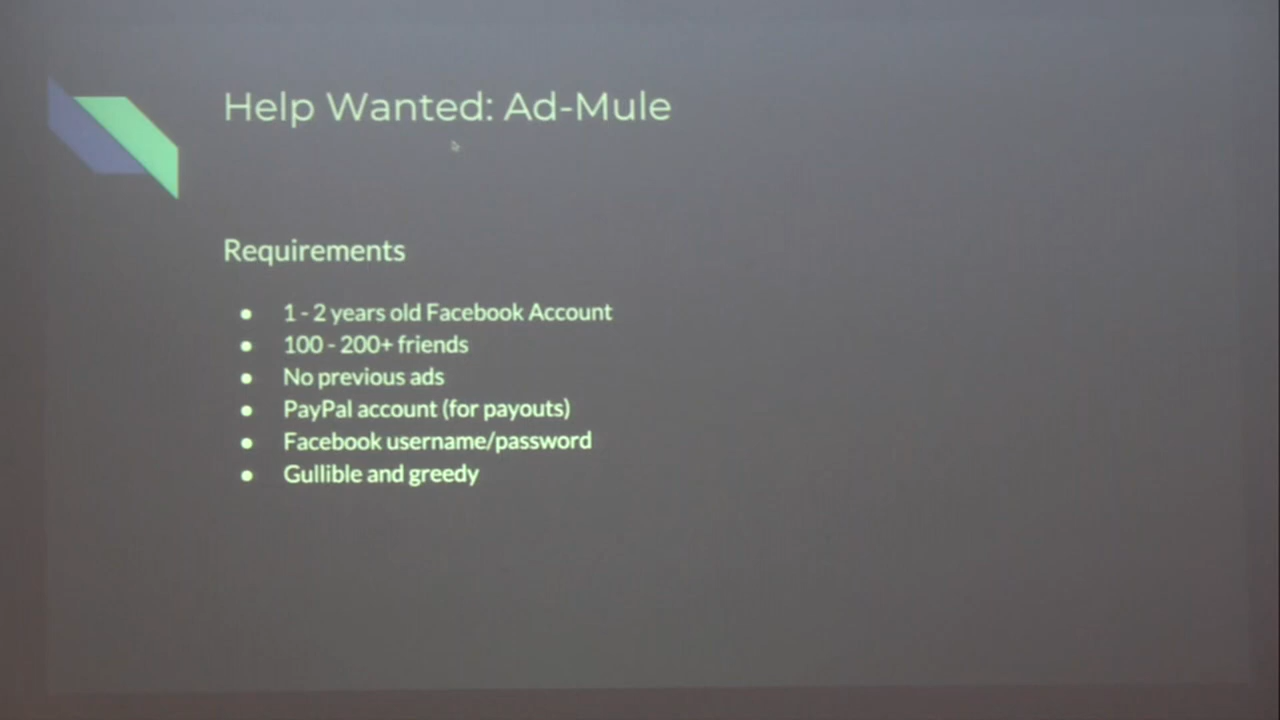 Help Wanted: Ad-Mule
Requirements
● 1 - 2 years old Facebook Account
● 100 - 200+ friends
● No previous ads
● PayPal account (for payouts)
● Facebook username/password
● Gullible and greedy